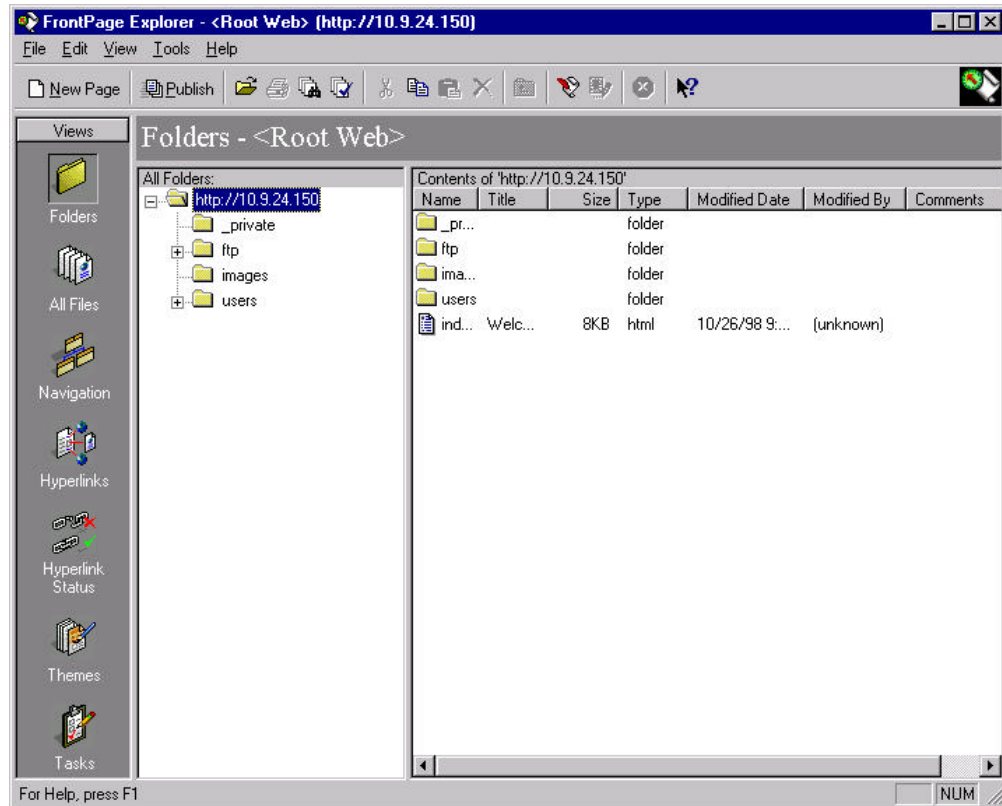 FrontPage Explorer - <Root Web> (http://10.9.24.150)
File Edit View Tools Help
New Page Publish
Views
Folders - <Root Web>
Folders
All Files
Navigation
Hyperlinks
Hyperlink
Status
Themes
Tasks
All Folders:
http://10.9.24.150
_private
ftp
images
users
Contents of 'http://10.9.24.150'
Name Title Size Type Modified Date Modified By Comments
_pr... folder
ftp folder
ima... folder
users folder
ind... Welc... 8KB html 10/26/98 9:... (unknown)
For Help, press F1
NUM